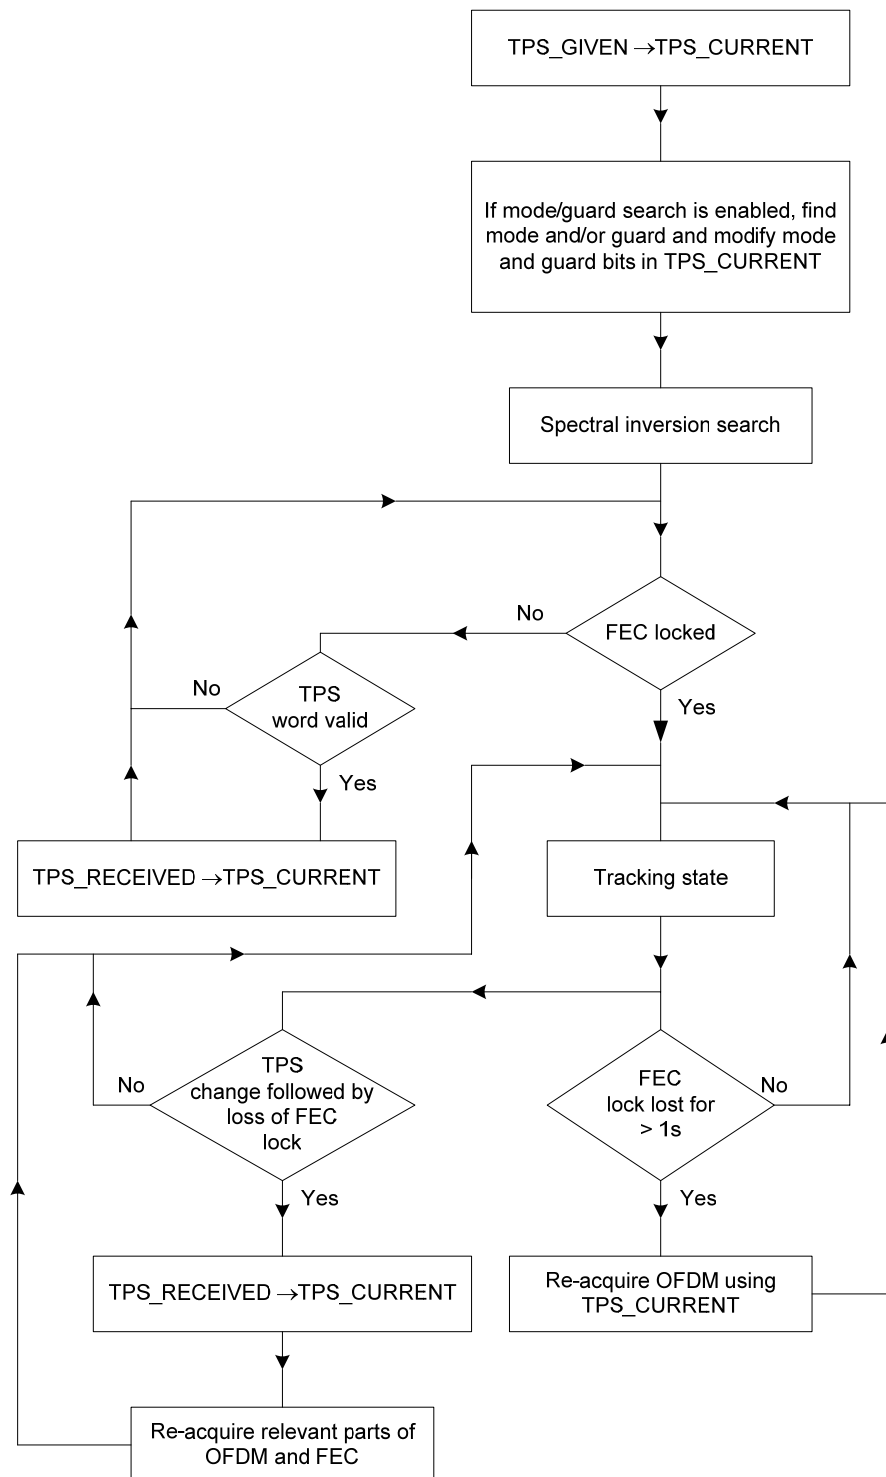 TPS_GIVEN →TPS_CURRENT
If mode/guard search is enabled, find
mode and/or guard and modify mode
and guard bits in TPS_CURRENT
Spectral inversion search
No
FEC locked
Yes
No
TPS
word valid
Yes
TPS_RECEIVED →TPS_CURRENT
Tracking state
No
TPS
change followed by
loss of FEC
lock
Yes
FEC
lock lost for
> 1s
No
Yes
TPS_RECEIVED →TPS_CURRENT
Re-acquire OFDM using
TPS_CURRENT
Re-acquire relevant parts of
OFDM and FEC